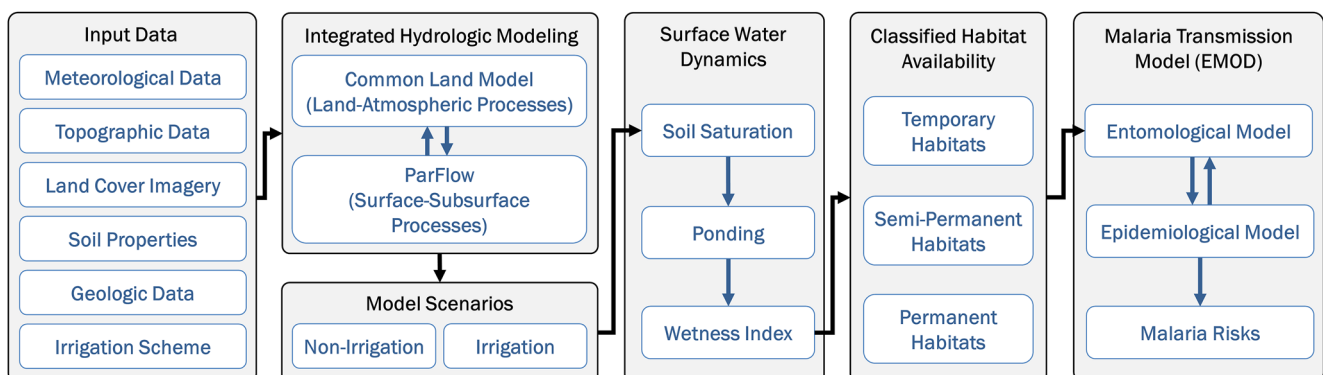 Input Data
Meteorological Data
Topographic Data
Land Cover Imagery
Soil Properties
Geologic Data
Irrigation Scheme
Integrated Hydrologic Modeling
Common Land Model
(Land-Atmospheric Processes)
ParFlow
(Surface-Subsurface
Processes)
Model Scenarios
Non-Irrigation
Irrigation
Surface Water
Dynamics
Soil Saturation
Ponding
Wetness Index
Classified Habitat
Availability
Temporary
Habitats
Semi-Permanent
Habitats
Permanent
Habitats
Malaria Transmission
Model (EMOD)
Entomological Model
Epidemiological Model
Malaria Risks